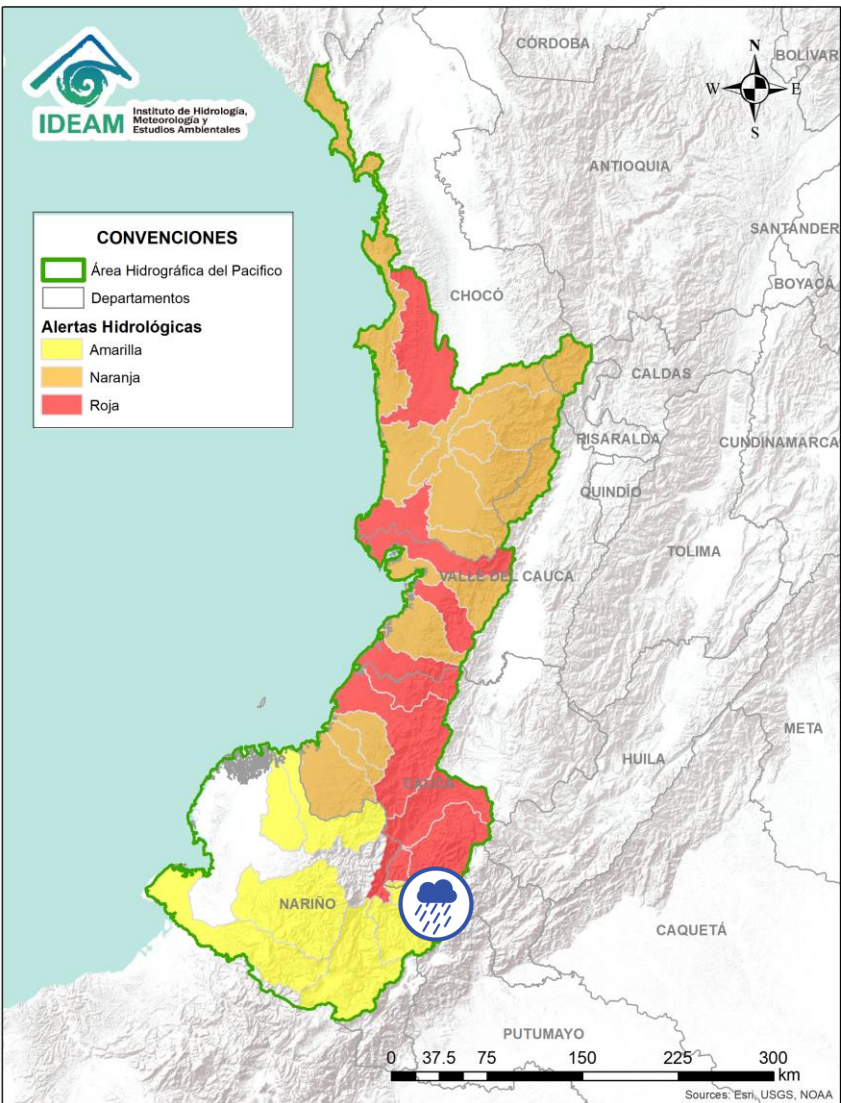 IDEAM
Instituto de Hidrología,
Meteorología y
Estudios Ambientales
N
W
E
S
CÓRDOBA
BOLÍVAR
ANTIOQUIA
SANTANDER
BOYACÁ
CHOCÓ
CALDAS
RISARALDA
CUNDINAMARCA
QUINDÍO
TOLIMA
VALLE DEL CAUCA
META
HUILA
CAUCA
NARIÑO
CAQUETÁ
PUTUMAYO
CONVENCIONES
Área Hidrográfica del Pacifico
Departamentos
Alertas Hidrológicas
Amarilla
Naranja
Roja
0 37.5 75 150 225 300
km
Sources: Esri, USGS, NOAA